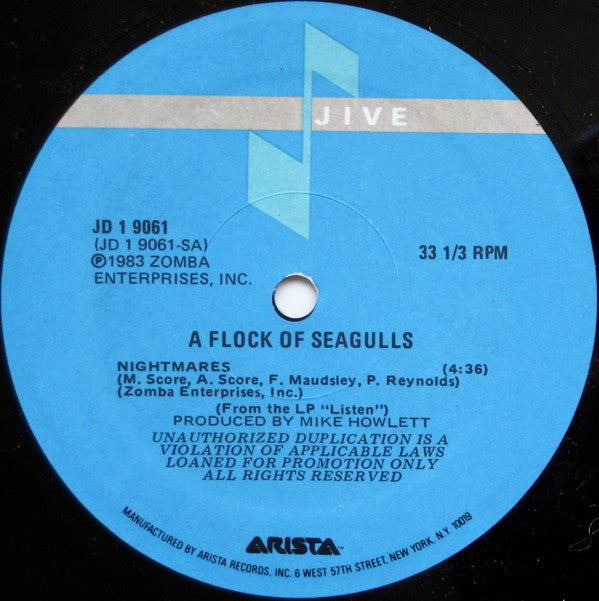 JIVE
JD 1 9061
(JD 1 9061-SA)
℗1983 ZOMBA
ENTERPRISES, INC.
33 1/3 RPM
A FLOCK OF SEAGULLS
NIGHTMARES (4:36)
(M. Score, A. Score, F. Maudsley, P. Reynolds)
(Zomba Enterprises, Inc.)
(From the LP "Listen")
PRODUCED BY MIKE HOWLETT
UNAUTHORIZED DUPLICATION IS A
VIOLATION OF APPLICABLE LAWS
LOANED FOR PROMOTION ONLY
ALL RIGHTS RESERVED
ARISTA
MANUFACTURED BY ARISTA RECORDS, INC. 6 WEST 57TH STREET, NEW YORK, N.Y. 10019